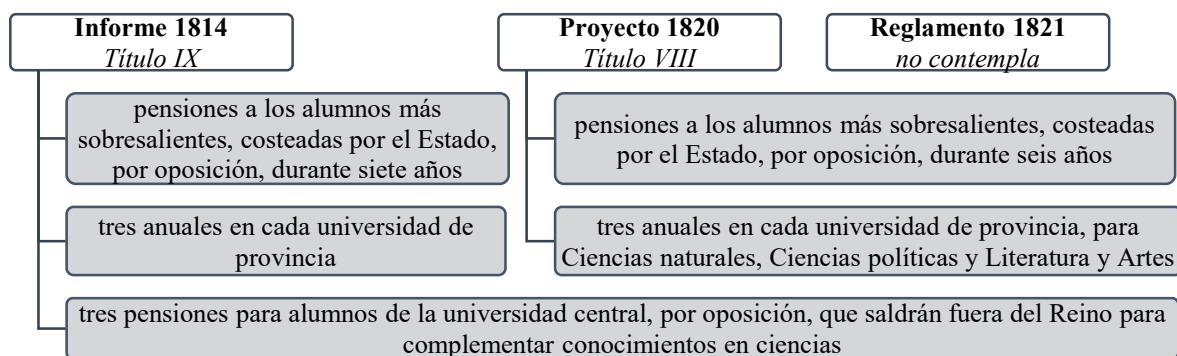 Informe 1814
Título IX
pensiones a los alumnos más
sobresalientes, costeadas por el Estado,
por oposición, durante siete años
tres anuales en cada universidad de
provincia
Proyecto 1820
Título VIII
pensiones a los alumnos más sobresalientes, costeadas
por el Estado, por oposición, durante seis años
tres anuales en cada universidad de provincia, para
Ciencias naturales, Ciencias políticas y Literatura y Artes
Reglamento 1821
no contempla
tres pensiones para alumnos de la universidad central, por oposición, que saldrán fuera del Reino para
complementar conocimientos en ciencias